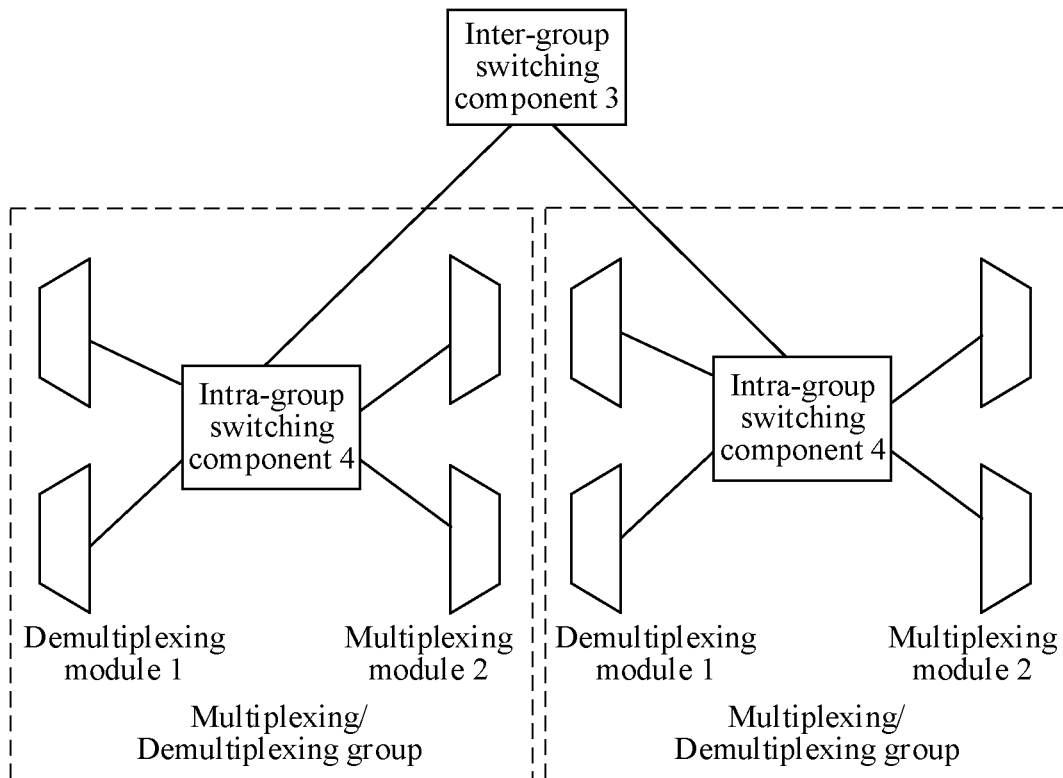 Inter-group
switching
component 3
Intra-group
switching
component 4
Intra-group
switching
component 4
Demultiplexing
module 1
Multiplexing
module 2
Demultiplexing
module 1
Multiplexing
module 2
Multiplexing/
Demultiplexing group
Multiplexing/
Demultiplexing group